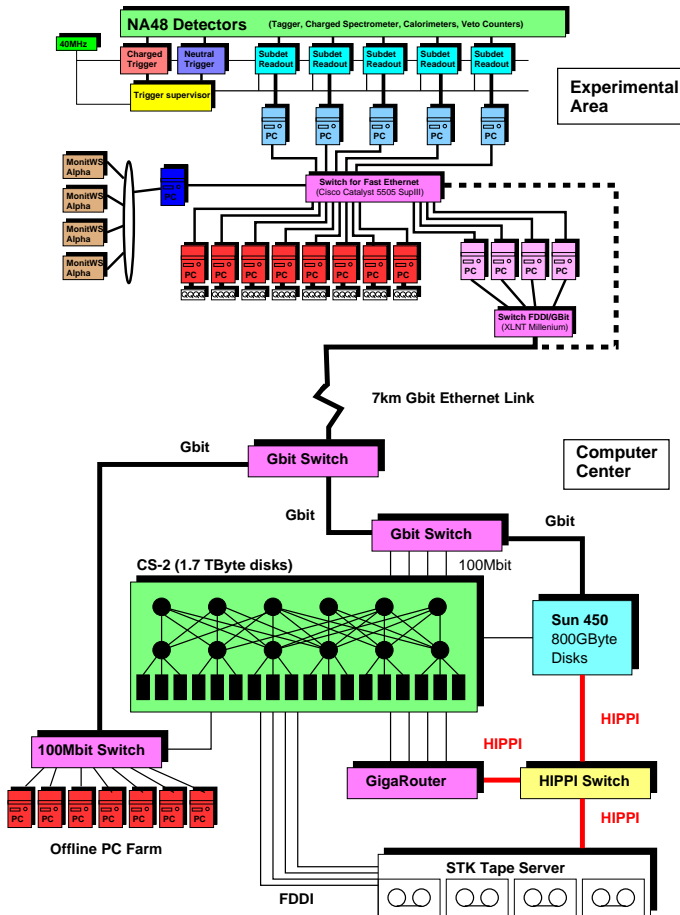 NA48 Detectors (Tagger, Charged Spectrometer, Calorimeters, Veto Counters)
40MHz
Charged
Trigger
Neutral
Trigger
Subdet
Readout
Subdet
Readout
Subdet
Readout
Subdet
Readout
Subdet
Readout
Trigger supervisor
Experimental
Area
PC
PC
PC
PC
PC
MonitWS
Alpha
MonitWS
Alpha
MonitWS
Alpha
MonitWS
Alpha
PC
Switch for Fast Ethernet
(Cisco Catalyst 5505 SupIII)
PC
PC
PC
PC
PC
PC
PC
PC
PC
PC
PC
PC
Switch FDDI/GBit
(XLNT Millenium)
7km Gbit Ethernet Link
Gbit
Gbit Switch
Computer
Center
Gbit
Gbit Switch
Gbit
100Mbit
CS-2 (1.7 TByte disks)
Sun 450
800GByte
Disks
HIPPI
100Mbit Switch
HIPPI
GigaRouter
HIPPI Switch
HIPPI
PC
PC
PC
PC
PC
PC
PC
Offline PC Farm
STK Tape Server
FDDI